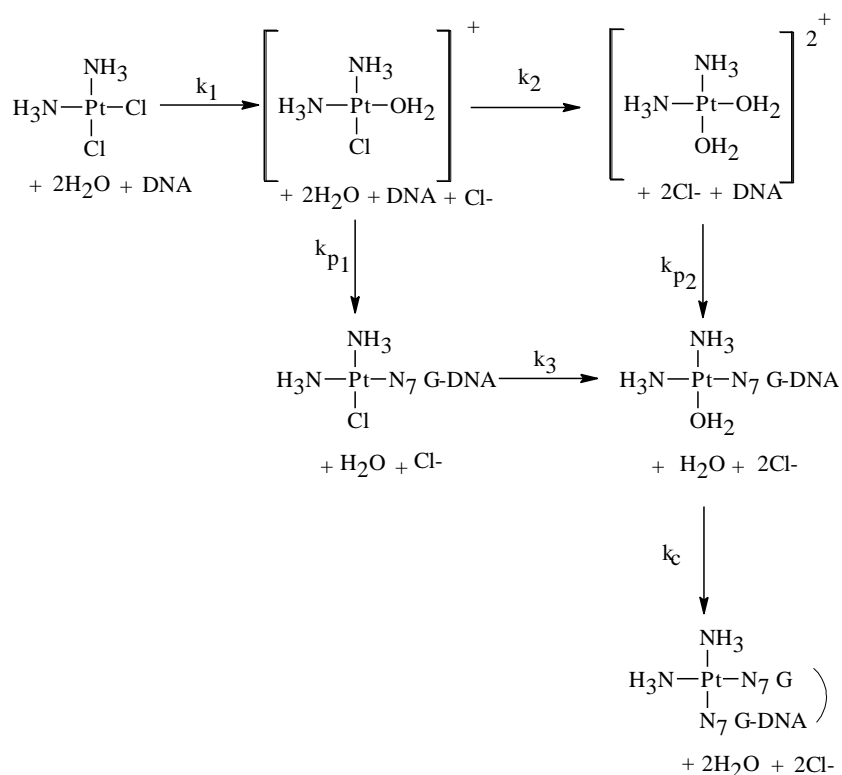 NH3
H3N Pt Cl
Cl
+ 2H2O + DNA
k1
+
NH3
H3N Pt OH2
Cl
+ 2H2O + DNA + Cl-
k2
2+
NH3
H3N Pt OH2
OH2
+ 2Cl- + DNA
kp1
kp2
NH3
H3N Pt N7 G-DNA
Cl
+ H2O + Cl-
k3
NH3
H3N Pt N7 G-DNA
OH2
+ H2O + 2Cl-
kc
NH3
H3N Pt N7 G
N7 G-DNA
+ 2H2O + 2Cl-